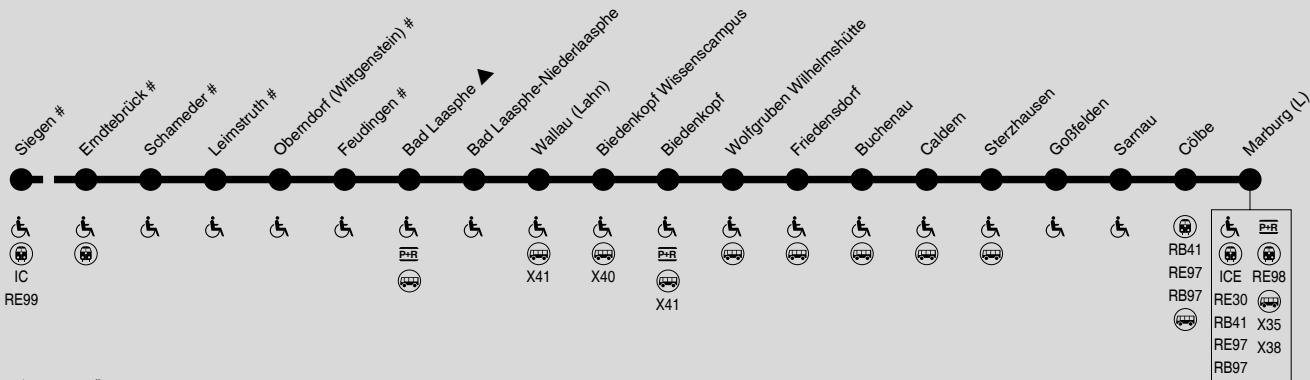 Siegen #
Erndtebrück #
Schameder #
Leimstruth #
Oberndorf (Wittgenstein) #
Feudingen #
Bad Laasphe
Bad Laasphe-Niederlaasphe
Wallau (Lahn)
Biedenkopf Wissenscampus
Biedenkopf
Wolfgruben Wilhelmshütte
Friedensdorf
Buchenau
Caldern
Sterzhausen
Goßfelden
Sarnau
Cölbe
Marburg (L)
IC
RE99
P+R
X41
X40
P+R
X41
RB41
RE97
RB97
ICE
RE30
RB41
RE97
RB97
P+R
RE98
X35
X38